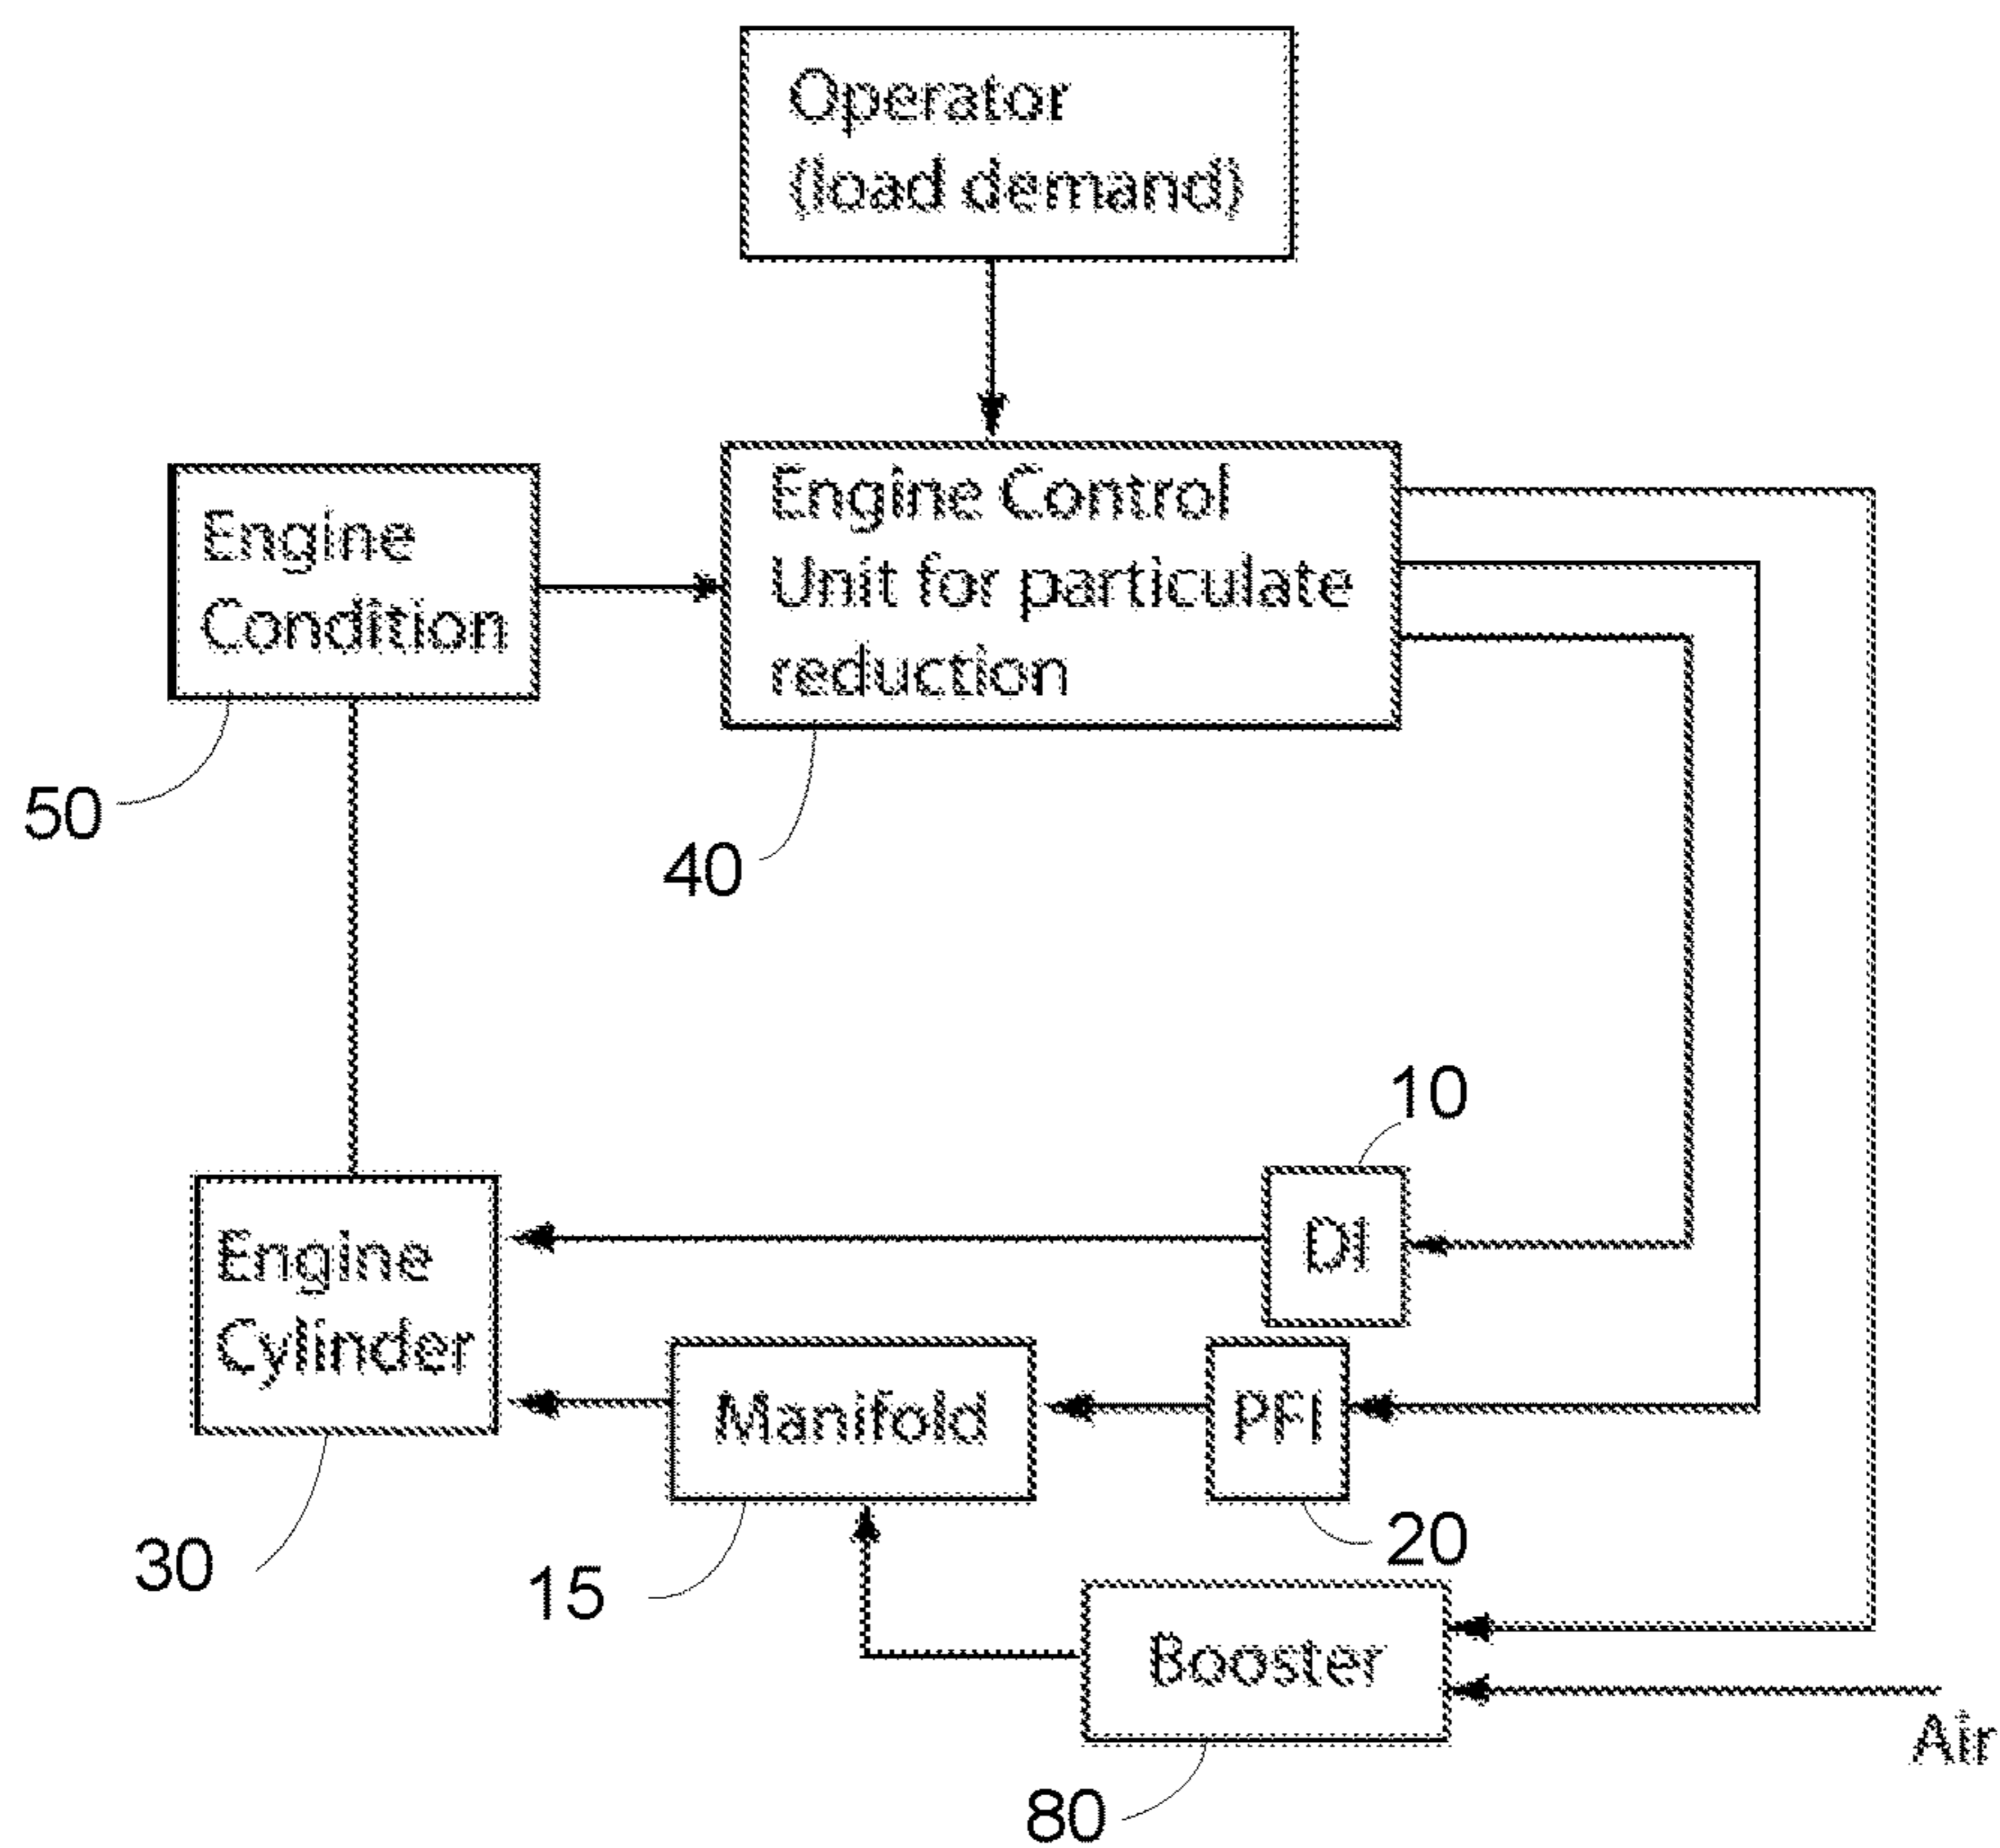 Operator
(load demand)
Engine
Condition
Engine Control
Unit for particulate
reduction
50
40
10
DI
Engine
Cylinder
Manifold
PFI
30
15
20
Booster
Air
80